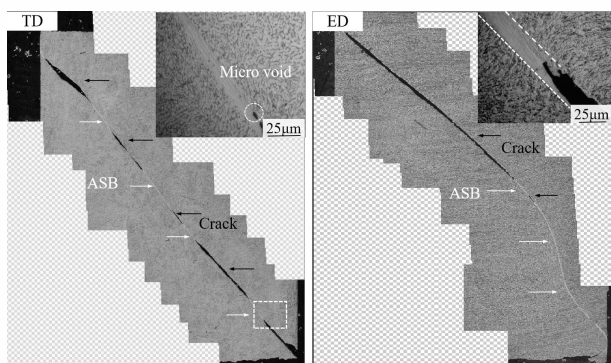 TD
Micro void
25μm
ASB
Crack
ED
25μm
Crack
ASB